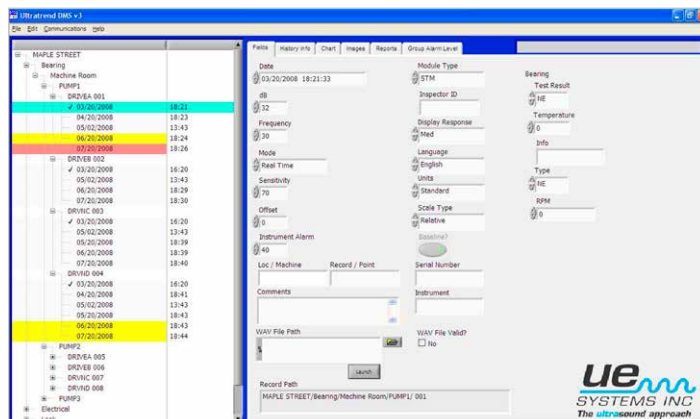 Ultratrend DMS v.3
File Edit Communications Help
MAPLE STREET
Bearing
Machine Room
PUMP1
DRIVEA 001
✓ 03/20/2008 18:21
04/20/2008 18:23
05/02/2008 13:43
06/20/2008 18:24
07/20/2008 18:26
DRIVEB 002
✓ 03/20/2008 16:20
05/02/2008 13:43
06/20/2008 18:29
07/20/2008 18:30
DRVNC 003
✓ 03/20/2008 16:20
05/02/2008 13:43
05/20/2008 18:39
06/20/2008 18:39
07/20/2008 18:40
DRVND 004
✓ 03/20/2008 16:20
04/20/2008 18:41
05/02/2008 13:43
05/20/2008 18:43
06/20/2008 18:43
07/20/2008 18:44
PUMP2
DRIVEA 005
DRIVEB 006
DRVNC 007
DRVND 008
PUMP3
Electrical
Fields History Info Chart Images Reports Group Alarm Level
Date
03/20/2008 18:21:33
dB
32
Frequency
30
Mode
Real Time
Sensitivity
70
Offset
0
Instrument Alarm
40
Loc / Machine Record / Point
Comments
WAV File Path
Launch
Record Path
MAPLE STREET/Bearing/Machine Room/PUMP1/ 001
Module Type
STM
Inspector ID
Display Response
Med
Language
English
Units
Standard
Scale Type
Relative
Baseline?
Serial Number
Instrument
WAV File Valid?
No
Bearing
Test Result
NE
Temperature
0
Info
Type
NE
RPM
0
ue
SYSTEMS INC
The ultrasound approach